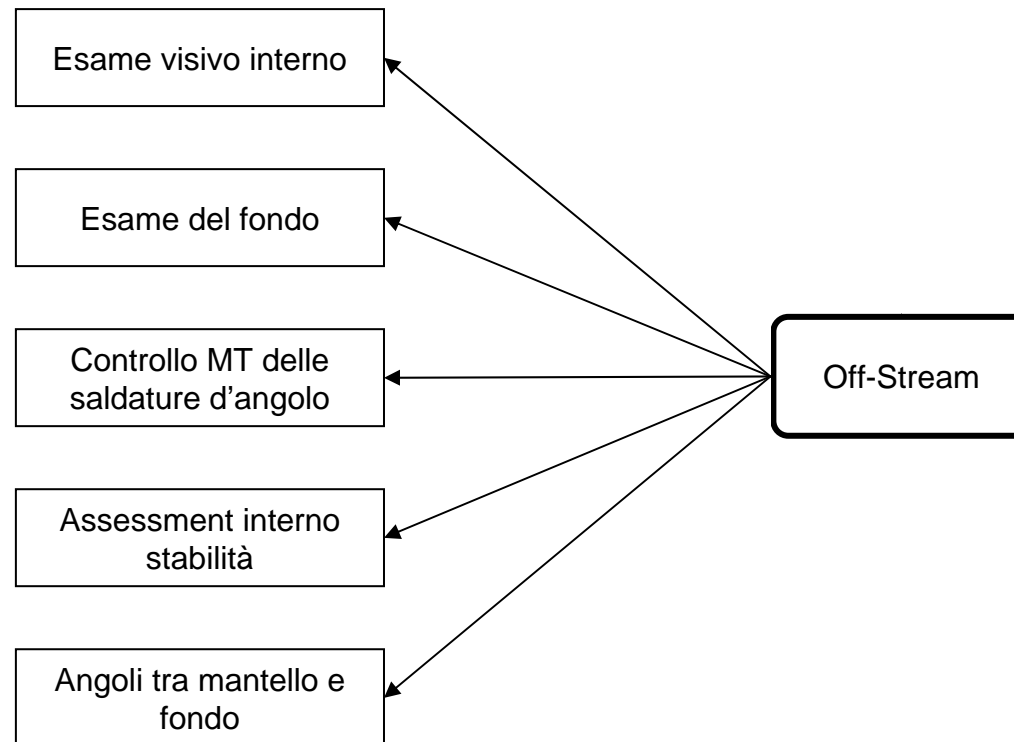 Esame visivo interno
Esame del fondo
Controllo MT delle
saldature d’angolo
Off-Stream
Assessment interno
stabilità
Angoli tra mantello e
fondo